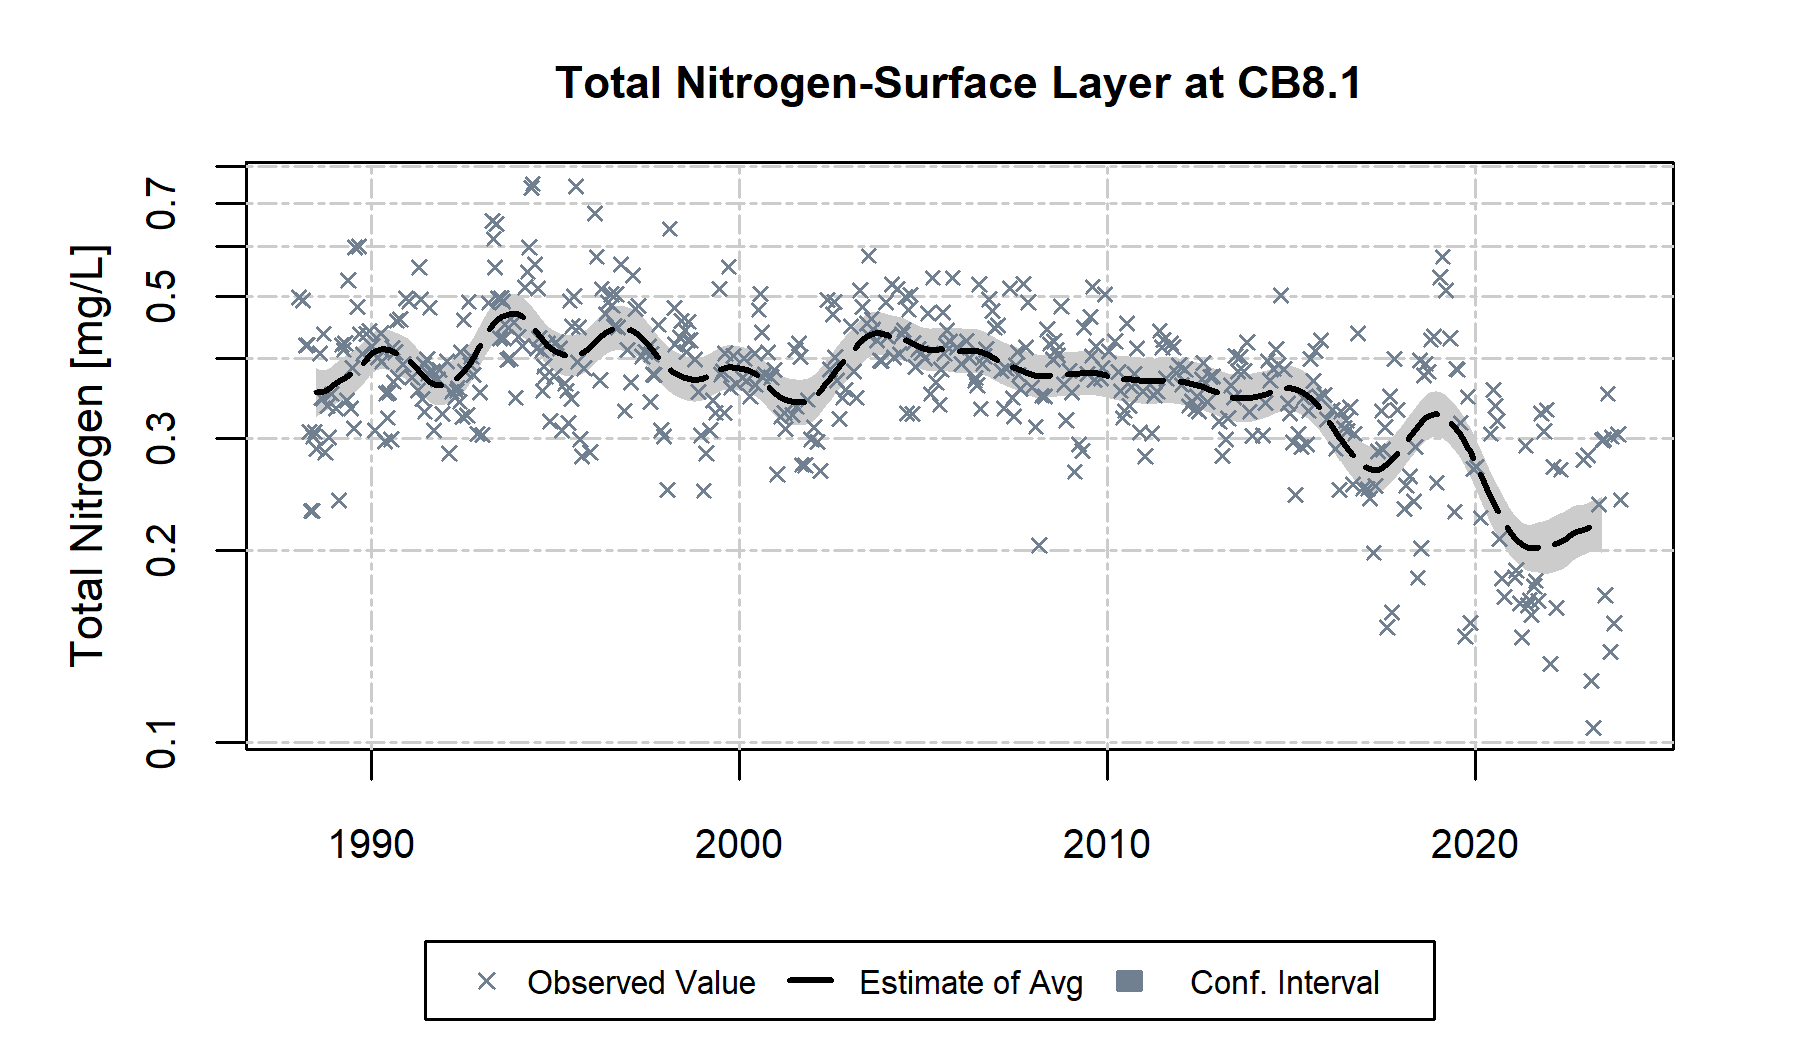 Total Nitrogen-Surface Layer at CB8.1
Total Nitrogen [mg/L]
0.7
0.5
0.3
0.2
0.1
1990 2000 2010 2020
Observed Value Estimate of Avg Conf. Interval